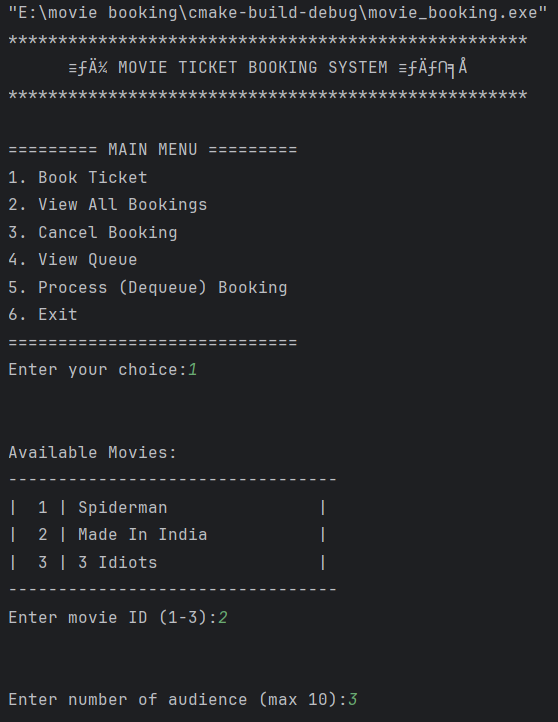 "E:\movie booking\cmake-build-debug\movie_booking.exe"
****************************************************
≡ƒÄ¼ MOVIE TICKET BOOKING SYSTEM ≡ƒÄƒ∩╕Å
****************************************************
========= MAIN MENU =========
1. Book Ticket
2. View All Bookings
3. Cancel Booking
4. View Queue
5. Process (Dequeue) Booking
6. Exit
=============================
Enter your choice:1
Available Movies:
---------------------------------
|  1 | Spiderman               |
|  2 | Made In India           |
|  3 | 3 Idiots                |
---------------------------------
Enter movie ID (1-3):2
Enter number of audience (max 10):3